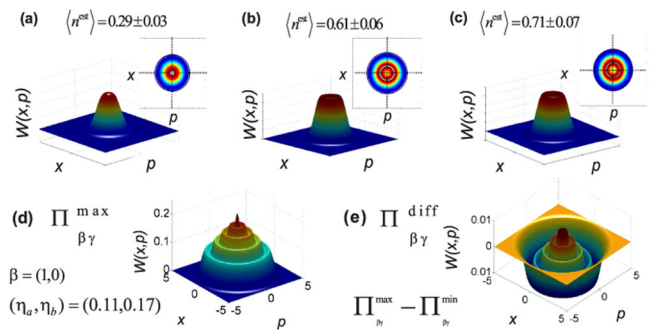 (a) ⟨n^est⟩=0.29±0.03
x
p
W(x,p)
x
p
(b) ⟨n^est⟩=0.61±0.06
x
p
W(x,p)
x
p
(c) ⟨n^est⟩=0.71±0.07
x
p
W(x,p)
x
p
(d) Π^max_βγ
β=(1,0)
(η_a,η_b)=(0.11,0.17)
W(x,p)
0.2
0.1
0
5
0
-5
x
-5
0
5
p
(e) Π^diff_βγ
Π^max_βγ − Π^min_βγ
W(x,p)
0.01
0
-0.01
5
0
-5
x
-5
0
5
p